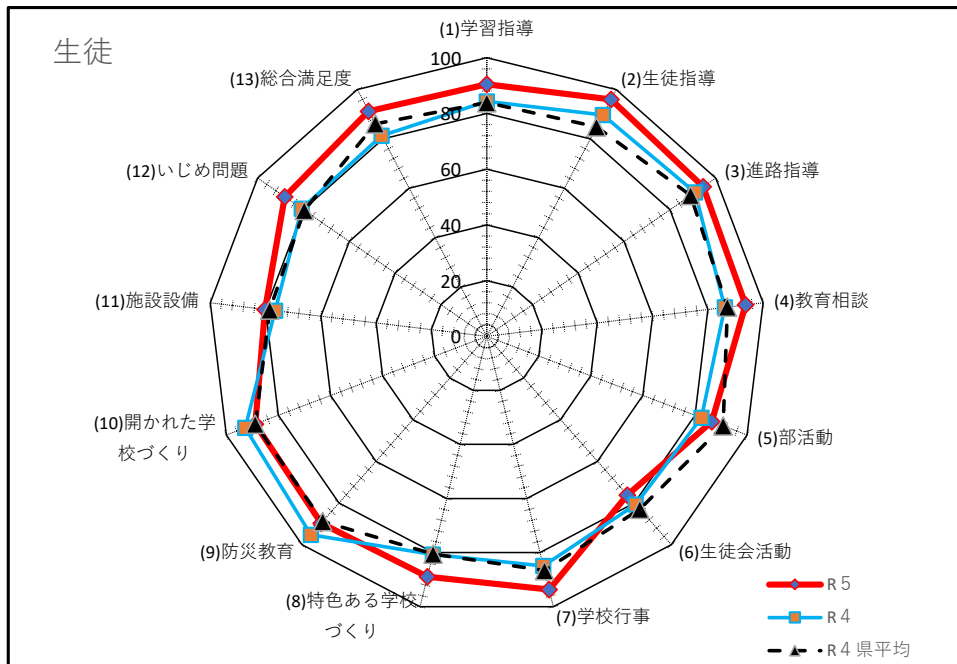 生徒
(1)学習指導
(2)生徒指導
(3)進路指導
(4)教育相談
(5)部活動
(6)生徒会活動
(7)学校行事
(8)特色ある学校
づくり
(9)防災教育
(10)開かれた学
校づくり
(11)施設設備
(12)いじめ問題
(13)総合満足度
100
80
60
40
20
0
R５
R４
R４県平均